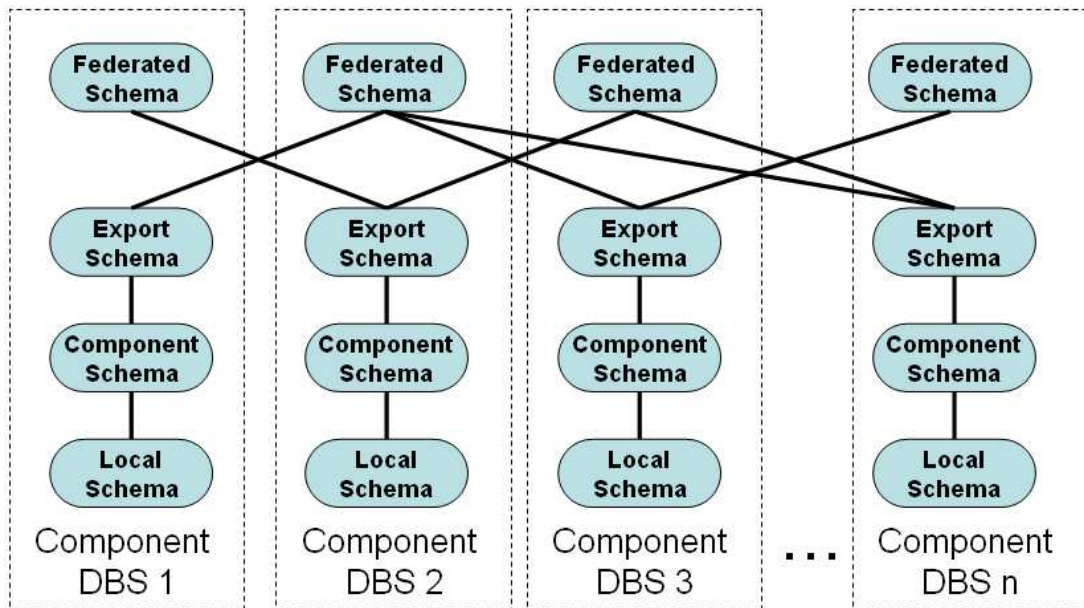 Federated
Schema
Federated
Schema
Federated
Schema
Federated
Schema
Export
Schema
Export
Schema
Export
Schema
Export
Schema
Component
Schema
Component
Schema
Component
Schema
Component
Schema
Local
Schema
Local
Schema
Local
Schema
Local
Schema
Component
DBS 1
Component
DBS 2
Component
DBS 3
...
Component
DBS n